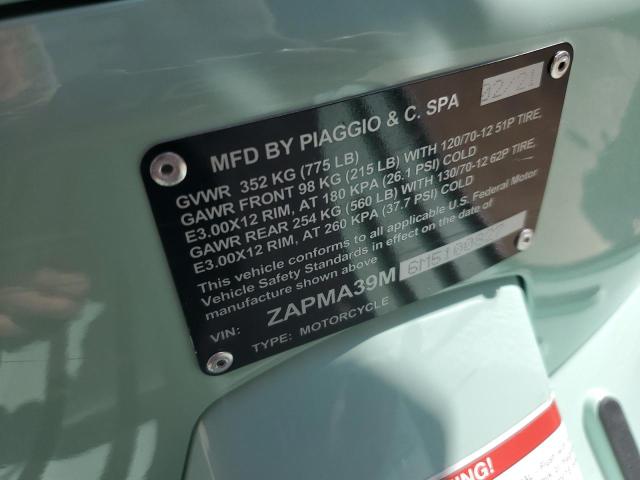 MFD BY PIAGGIO & C. SPA 02/21
GVWR 352 KG (775 LB)
GAWR FRONT 98 KG (215 LB) WITH 120/70-12 51P TIRE,
E3.00X12 RIM, AT 180 KPA (26.1 PSI) COLD
GAWR REAR 254 KG (560 LB) WITH 130/70-12 62P TIRE,
E3.00X12 RIM, AT 260 KPA (37.7 PSI) COLD
This vehicle conforms to all applicable U.S. Federal Motor
Vehicle Safety Standards in effect on the date of
manufacture shown above
VIN: ZAPMA39M
TYPE: MOTORCYCLE